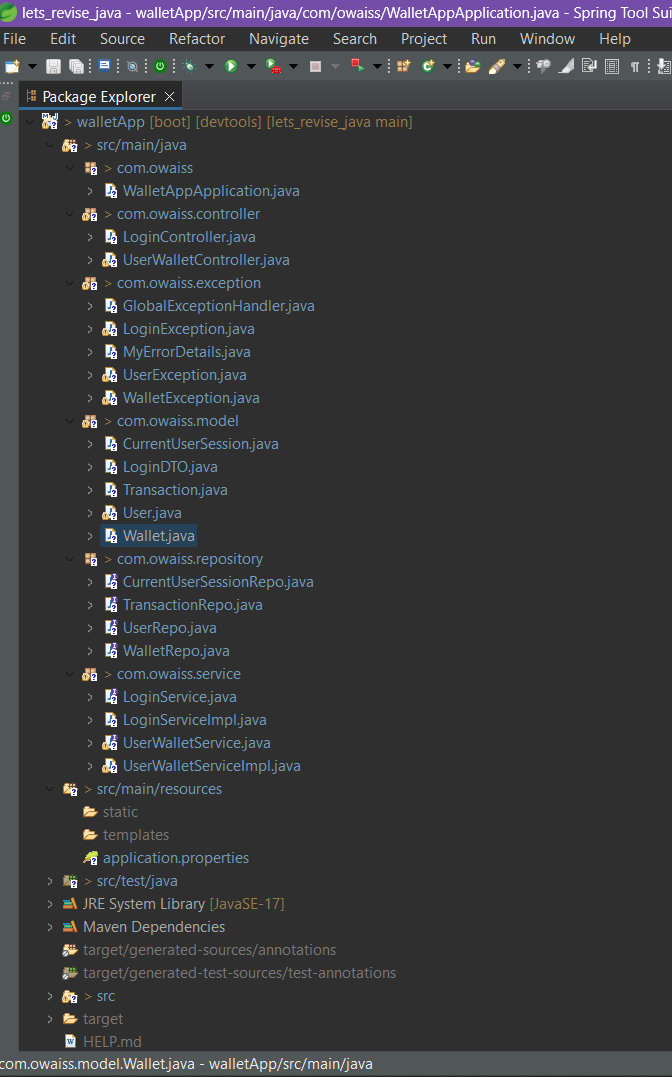 lets_revise_java - walletApp/src/main/java/com/owaiss/WalletAppApplication.java - Spring Tool Sui
File Edit Source Refactor Navigate Search Project Run Window Help
Package Explorer
> walletApp [boot] [devtools] [lets_revise_java main]
> src/main/java
> com.owaiss
WalletAppApplication.java
> com.owaiss.controller
LoginController.java
UserWalletController.java
> com.owaiss.exception
GlobalExceptionHandler.java
LoginException.java
MyErrorDetails.java
UserException.java
WalletException.java
> com.owaiss.model
CurrentUserSession.java
LoginDTO.java
Transaction.java
User.java
Wallet.java
> com.owaiss.repository
CurrentUserSessionRepo.java
TransactionRepo.java
UserRepo.java
WalletRepo.java
> com.owaiss.service
LoginService.java
LoginServiceImpl.java
UserWalletService.java
UserWalletServiceImpl.java
> src/main/resources
static
templates
application.properties
> src/test/java
JRE System Library [JavaSE-17]
Maven Dependencies
target/generated-sources/annotations
target/generated-test-sources/test-annotations
> src
target
HELP.md
com.owaiss.model.Wallet.java - walletApp/src/main/java